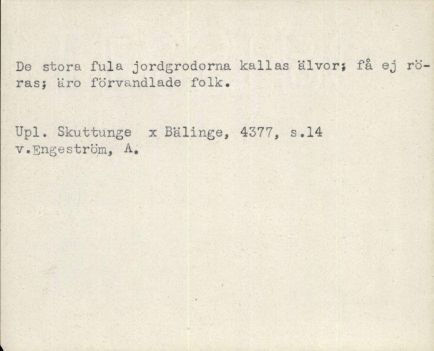 De stora fula jordgrodorna kallas älvor; få ej rö-
ras; äro förvandlade folk.
Upl. Skuttunge x Bälinge, 4377, s.14
v.Engeström, A.